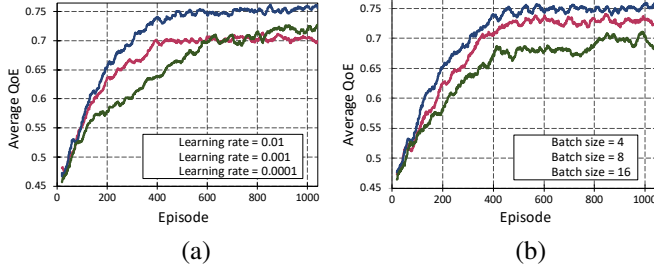 0.75
0.7
0.65
0.6
0.55
0.5
0.45
Average QoE
0 200 400 600 800 1000
Episode
Learning rate = 0.01
Learning rate = 0.001
Learning rate = 0.0001
(a)
0.75
0.7
0.65
0.6
0.55
0.5
0.45
Average QoE
0 200 400 600 800 1000
Episode
Batch size = 4
Batch size = 8
Batch size = 16
(b)